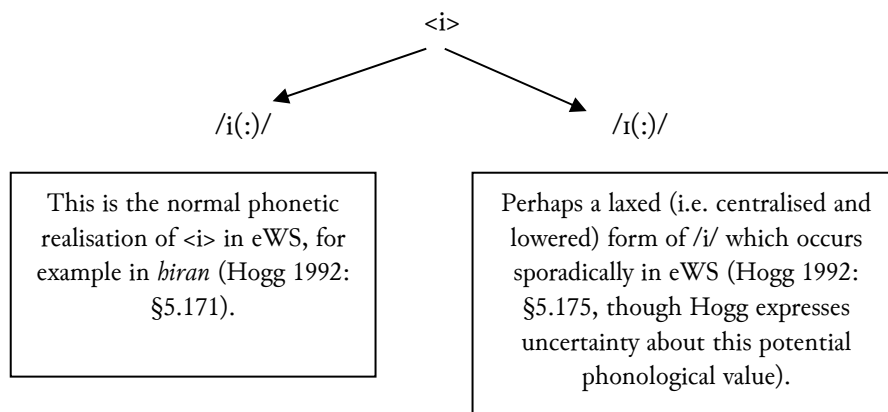 <i>
/i(:)/
/ɪ(:)/
This is the normal phonetic
realisation of <i> in eWS, for
example in hiran (Hogg 1992:
§5.171).
Perhaps a laxed (i.e. centralised and
lowered) form of /i/ which occurs
sporadically in eWS (Hogg 1992:
§5.175, though Hogg expresses
uncertainty about this potential
phonological value).